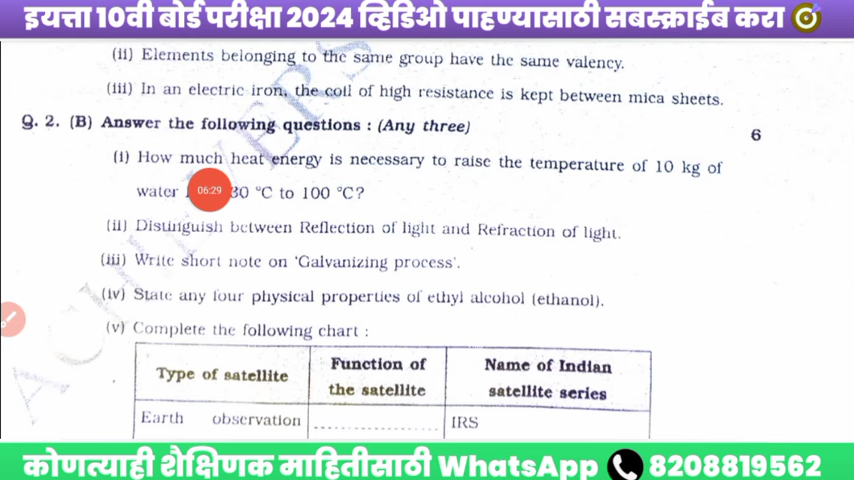 इयत्ता 10वी बोर्ड परीक्षा 2024 व्हिडिओ पाहण्यासाठी सबस्क्राईब करा
(ii) Elements belonging to the same group have the same valency.
(iii) In an electric iron, the coil of high resistance is kept between mica sheets.
Q. 2. (B) Answer the following questions : (Any three) 6
(i) How much heat energy is necessary to raise the temperature of 10 kg of
water 06:29 30 °C to 100 °C?
(ii) Distinguish between Reflection of light and Refraction of light.
(iii) Write short note on 'Galvanizing process'.
(iv) State any four physical properties of ethyl alcohol (ethanol).
(v) Complete the following chart :
Type of satellite Function of the satellite Name of Indian satellite series
Earth observation .................... IRS
कोणत्याही शैक्षिणक माहितीसाठी WhatsApp 8208819562